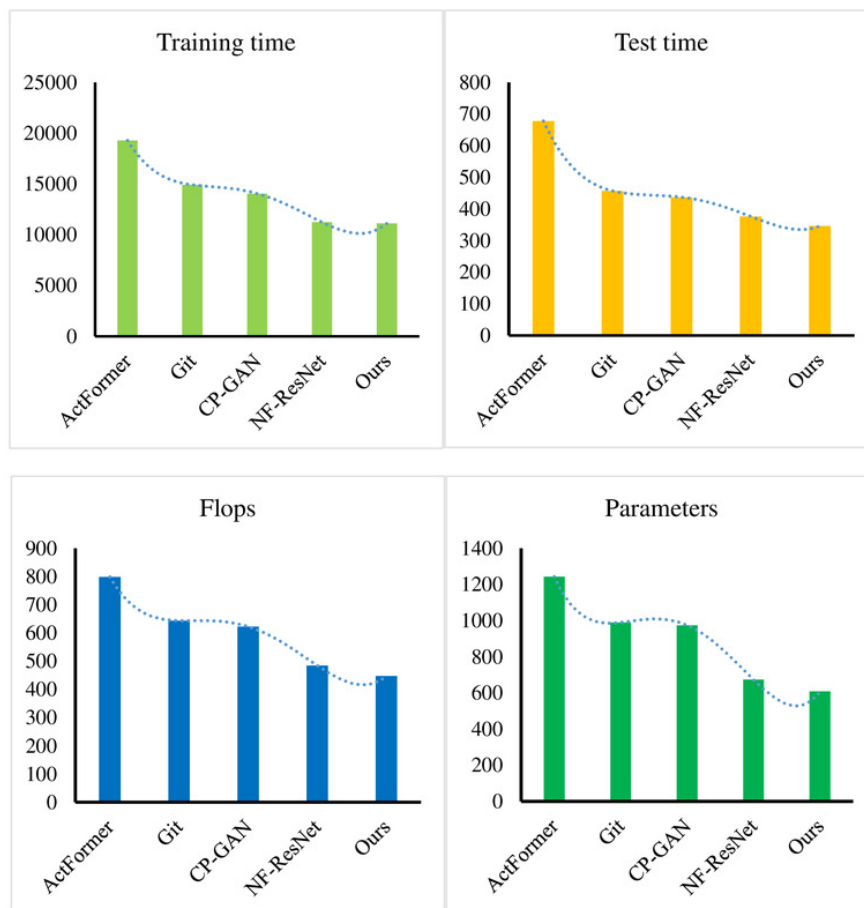 Training time
25000
20000
15000
10000
5000
0
ActFormer
Git
CP-GAN
NF-ResNet
Ours
Test time
800
700
600
500
400
300
200
100
0
ActFormer
Git
CP-GAN
NF-ResNet
Ours
Flops
900
800
700
600
500
400
300
200
100
0
ActFormer
Git
CP-GAN
NF-ResNet
Ours
Parameters
1400
1200
1000
800
600
400
200
0
ActFormer
Git
CP-GAN
NF-ResNet
Ours